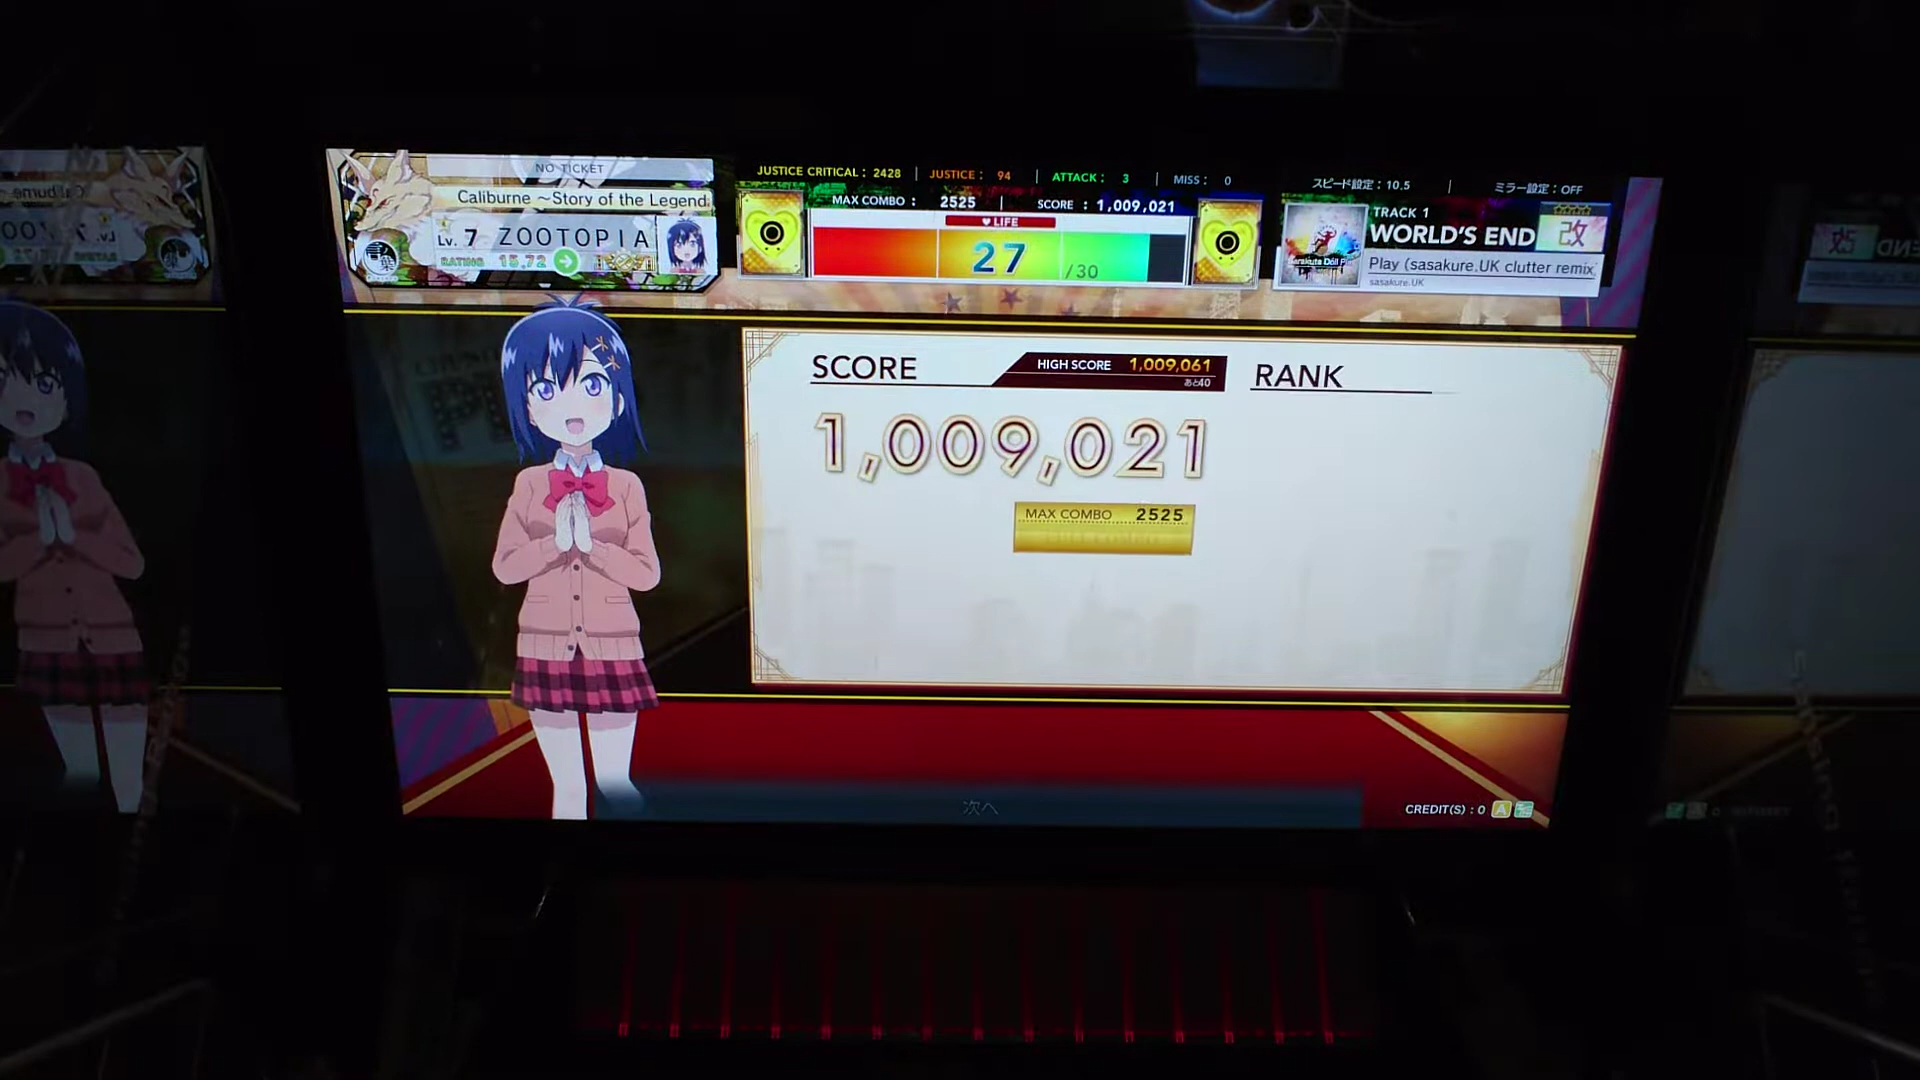 NO TICKET
Caliburne ～Story of the Legend
Lv. 7 ZOOTOPIA
RATING 15.72
言葉
JUSTICE CRITICAL : 2428 | JUSTICE : 94 | ATTACK : 3 | MISS : 0
MAX COMBO : 2525 | SCORE : 1,009,021
LIFE
27 /30
スピード設定 : 10.5 | ミラー設定 : OFF
TRACK 1
WORLD'S END
改
Play (sasakure.UK clutter remix
sasakure.UK
SCORE
HIGH SCORE 1,009,061
あと40
RANK
1,009,021
MAX COMBO 2525
次へ
CREDIT(S) : 0